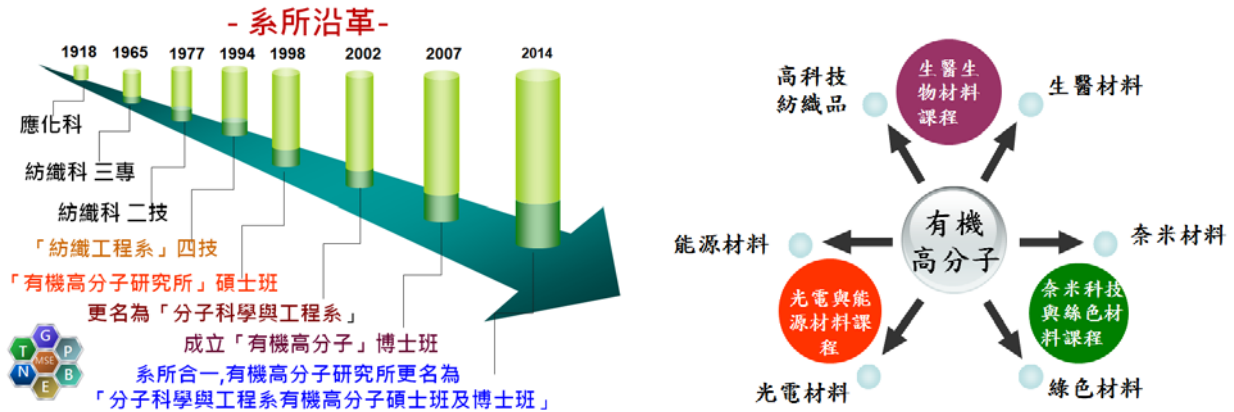 - 系所沿革-
1918 1965 1977 1994 1998 2002 2007 2014
應化科
紡織科 三專
紡織科 二技
「紡織工程系」四技
「有機高分子研究所」碩士班
更名為「分子科學與工程系」
成立「有機高分子」博士班
系所合一,有機高分子研究所更名為
「分子科學與工程系有機高分子碩士班及博士班」
G
T
P
MSE
N
B
E
高科技
紡織品
生醫生
物材料
課程
生醫材料
能源材料
有機
高分子
奈米材料
光電與能
源材料課
程
奈米科技
與綠色材
料課程
光電材料
綠色材料